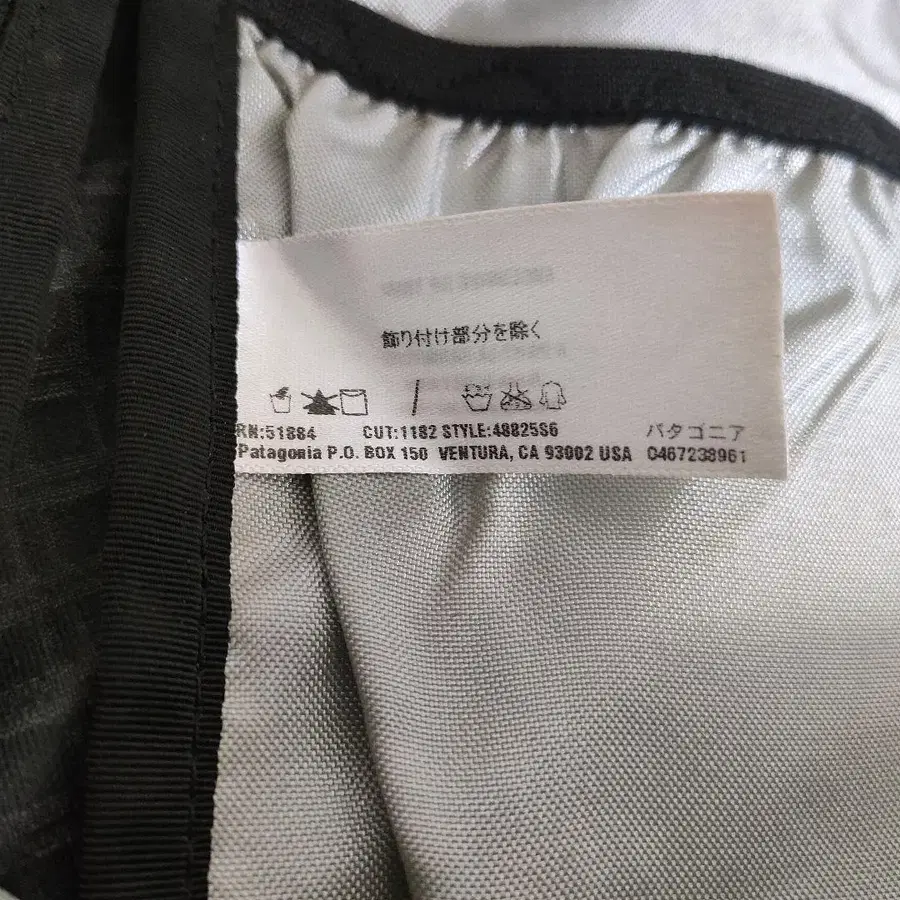 飾り付け部分を除く
RN:51884 CUT:1182 STYLE:48825S6 パタゴニア
Patagonia P.O. BOX 150 VENTURA, CA 93002 USA 0467238961